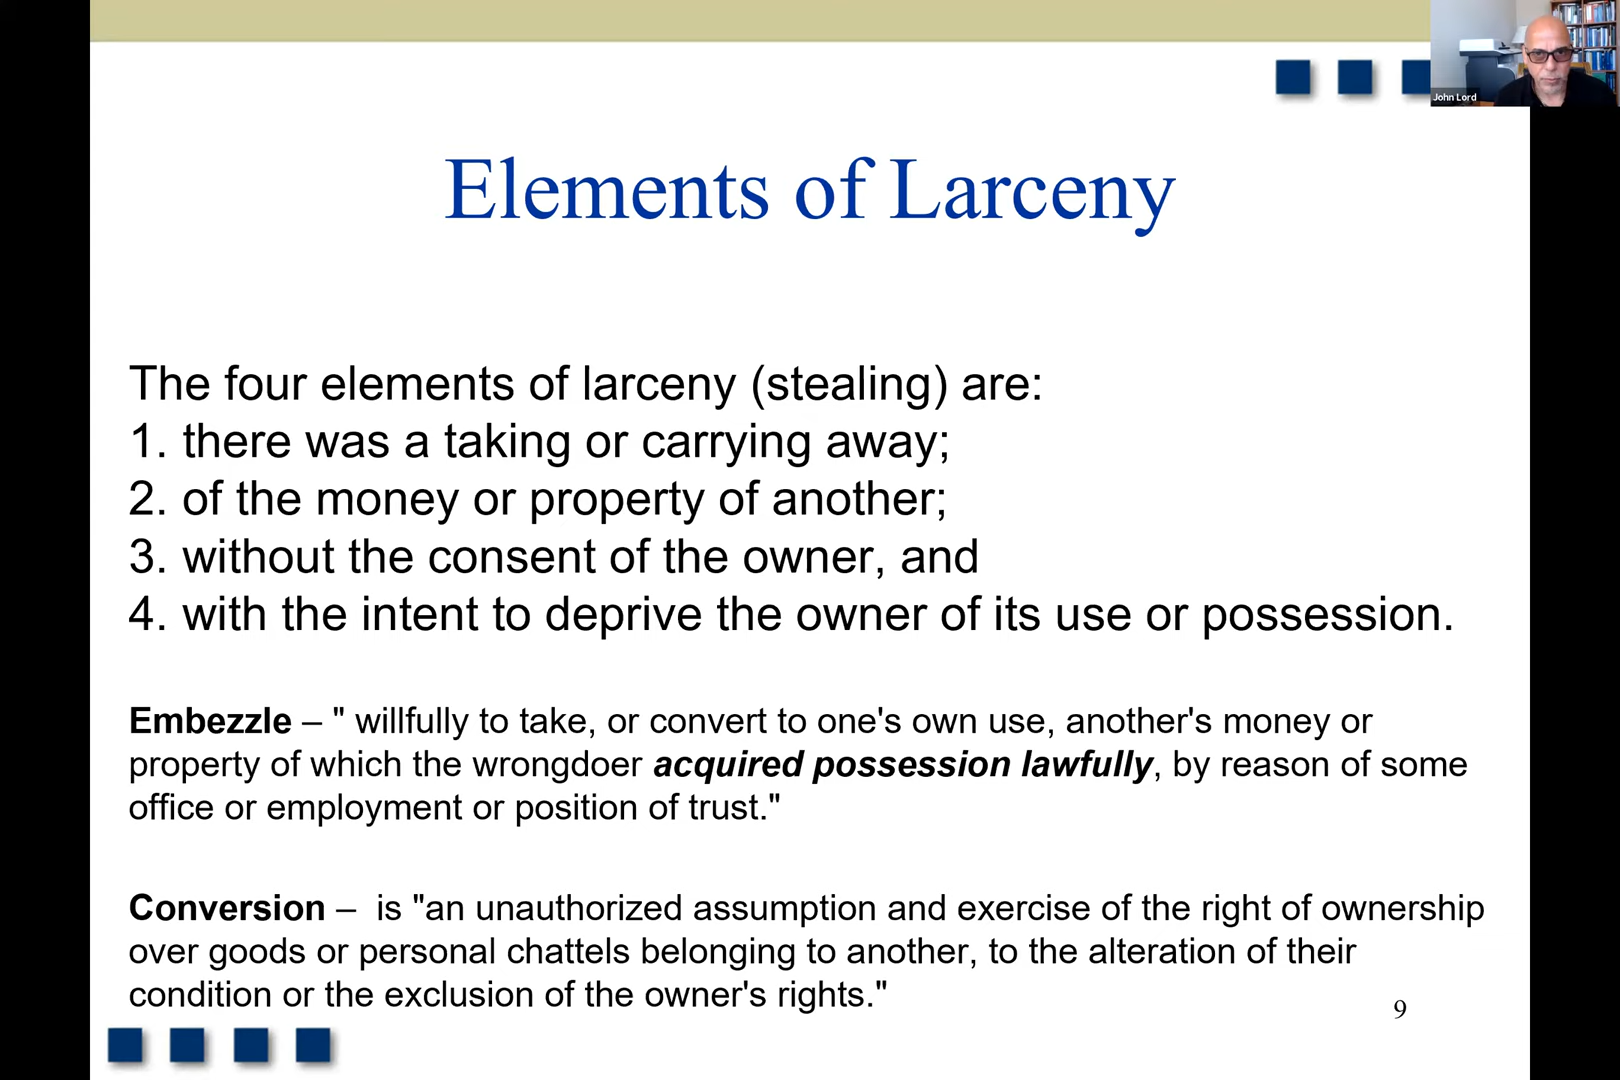 John Lord
Elements of Larceny
The four elements of larceny (stealing) are:
1. there was a taking or carrying away;
2. of the money or property of another;
3. without the consent of the owner, and
4. with the intent to deprive the owner of its use or possession.
Embezzle – " willfully to take, or convert to one's own use, another's money or
property of which the wrongdoer acquired possession lawfully, by reason of some
office or employment or position of trust."
Conversion –  is "an unauthorized assumption and exercise of the right of ownership
over goods or personal chattels belonging to another, to the alteration of their
condition or the exclusion of the owner's rights."
9